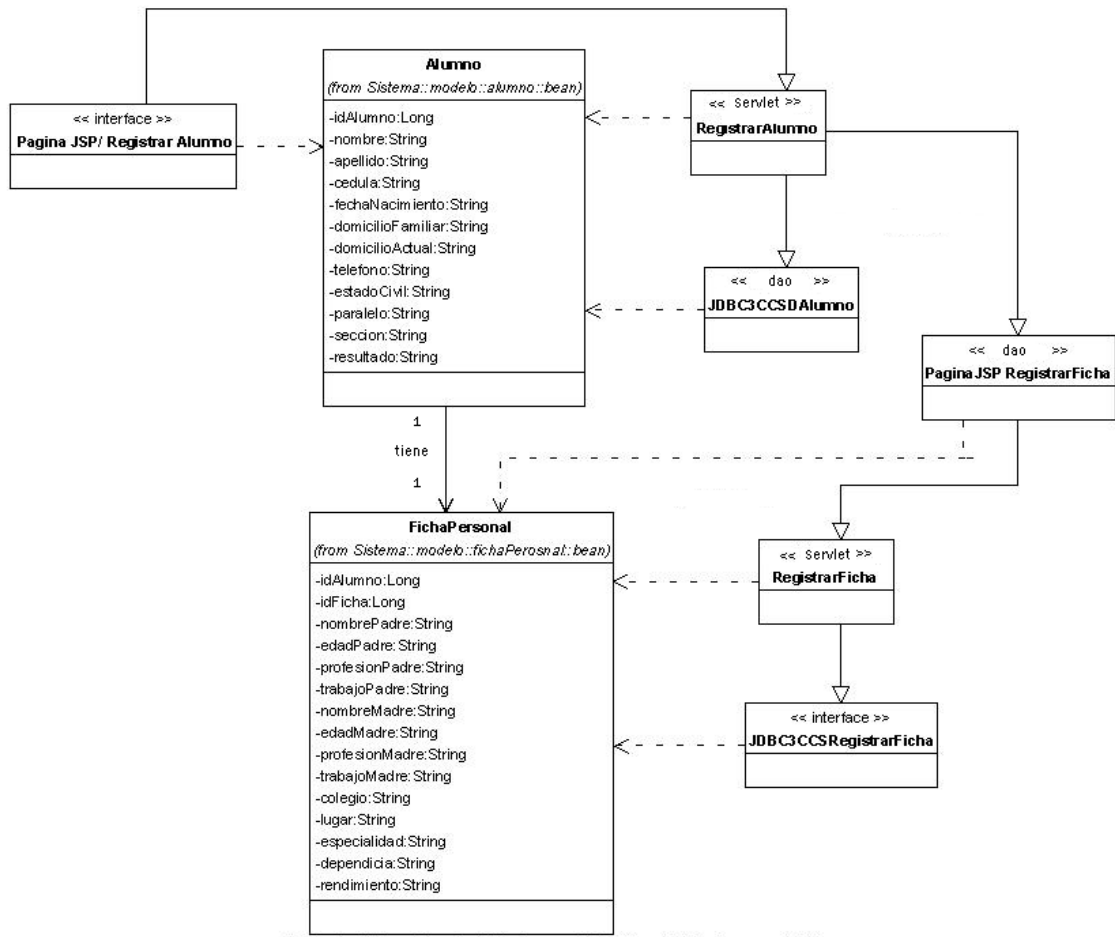 << interface >>
Pagina JSP/ Registrar Alumno
Alumno
(from Sistema::modelo::alumno::bean)
-idAlumno:Long
-nombre:String
-apellido:String
-cedula:String
-fechaNacimiento:String
-domicilioFamiliar:String
-domicilioActual:String
-telefono:String
-estadoCivil:String
-paralelo:String
-seccion:String
-resultado:String
<< Servlet >>
RegistrarAlumno
<< dao >>
JDBC3CCSDAlumno
<< dao >>
PaginaJSP RegistrarFicha
1
tiene
1
FichaPersonal
(from Sistema::modelo::fichaPerosnal::bean)
-idAlumno:Long
-idFicha:Long
-nombrePadre:String
-edadPadre:String
-profesionPadre:String
-trabajoPadre:String
-nombreMadre:String
-edadMadre:String
-profesionMadre:String
-trabajoMadre:String
-colegio:String
-lugar:String
-especialidad:String
-dependicia:String
-rendimiento:String
<< Servlet >>
RegistrarFicha
<< interface >>
JDBC3CCSRegistrarFicha